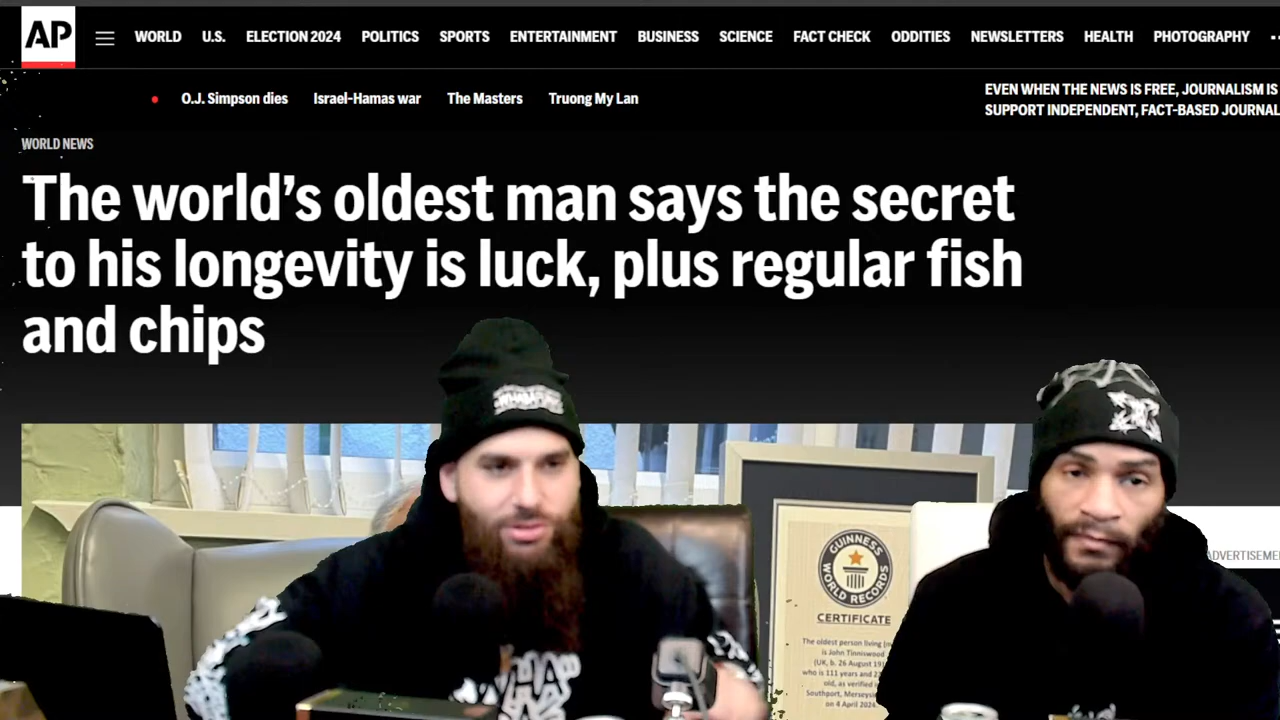 AP
WORLD U.S. ELECTION 2024 POLITICS SPORTS ENTERTAINMENT BUSINESS SCIENCE FACT CHECK ODDITIES NEWSLETTERS HEALTH PHOTOGRAPHY
O.J. Simpson dies Israel-Hamas war The Masters Truong My Lan
EVEN WHEN THE NEWS IS FREE, JOURNALISM IS
SUPPORT INDEPENDENT, FACT-BASED JOURNAL
WORLD NEWS
The world's oldest man says the secret
to his longevity is luck, plus regular fish
and chips
GUINNESS
WORLD RECORDS
CERTIFICATE
The oldest person living
is John Tinniswood
(UK, b. 26 August
who is 111 years and
old, as verified
Southport,
on 4 April 2024
ADVERTISEME
WHA